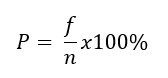 P = f/n x100%